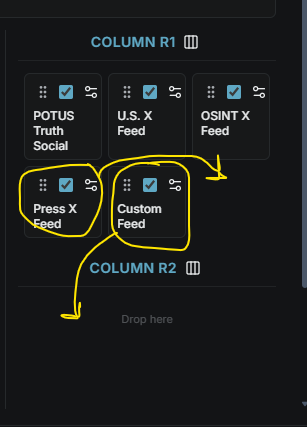 COLUMN R1
POTUS
Truth
Social
U.S. X
Feed
OSINT X
Feed
Press X
Feed
Custom
Feed
COLUMN R2
Drop here